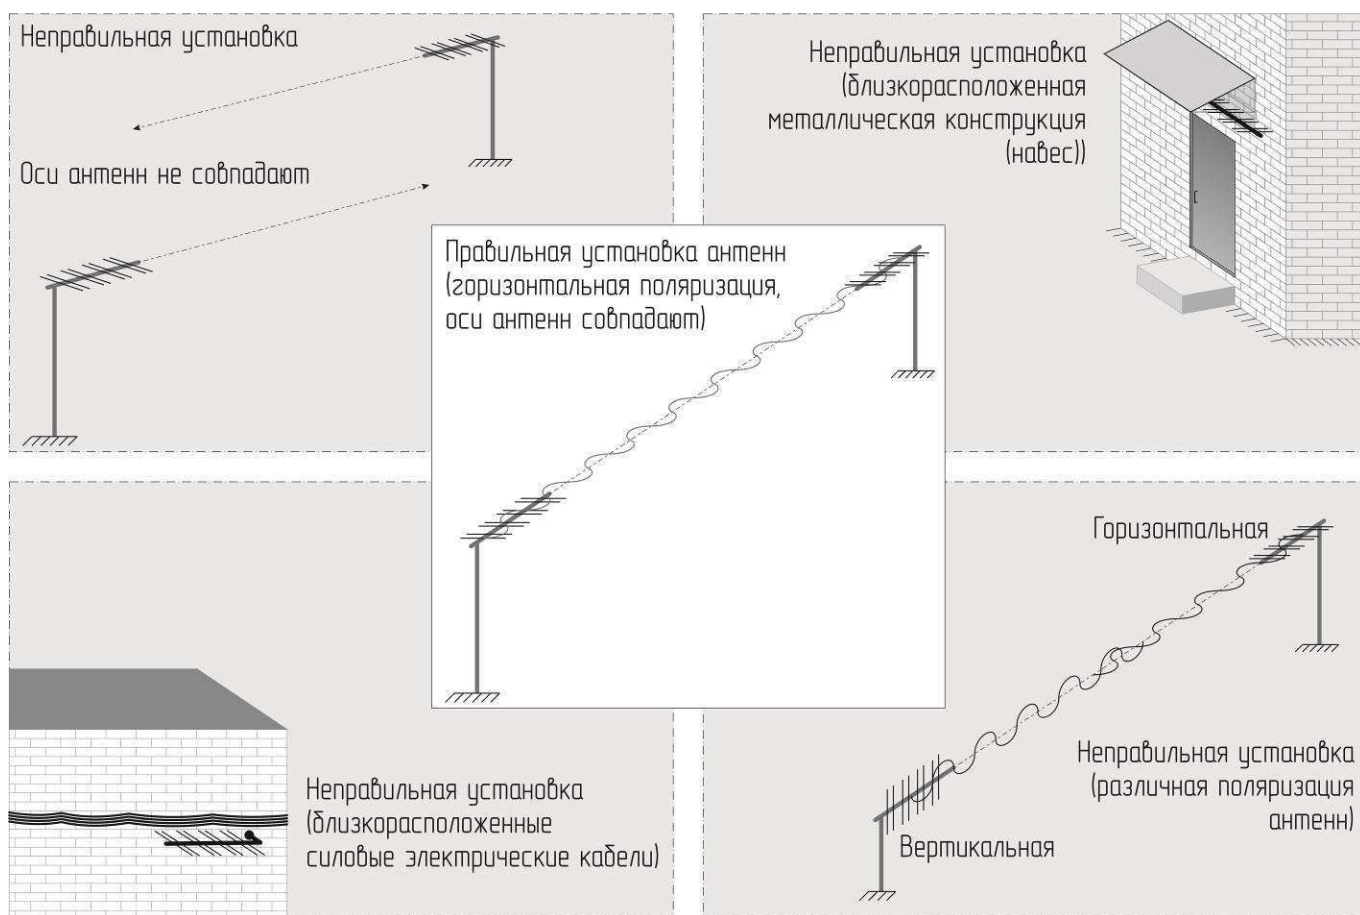 Неправильная установка
Оси антенн не совпадают
Неправильная установка
(близкорасположенная
металлическая конструкция
(навес))
Правильная установка антенн
(горизонтальная поляризация,
оси антенн совпадают)
Неправильная установка
(близкорасположенные
силовые электрические кабели)
Горизонтальная
Неправильная установка
(различная поляризация
антенн)
Вертикальная